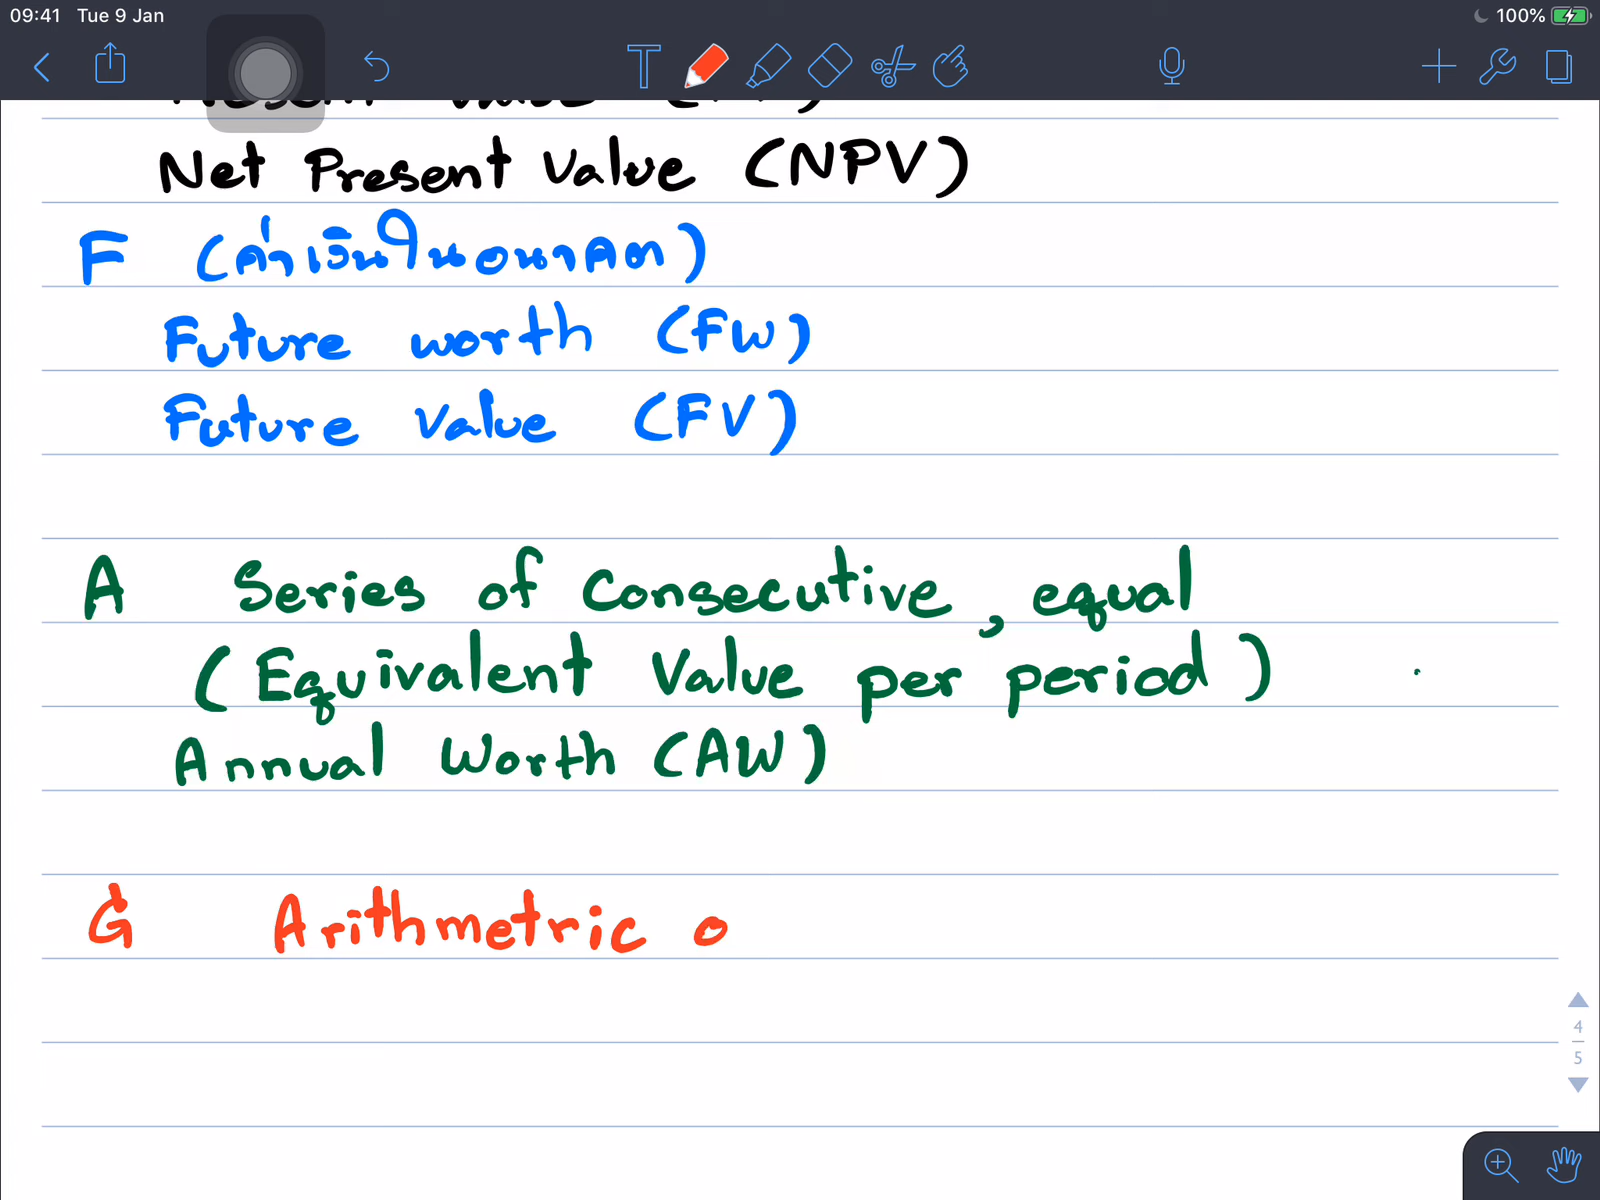 09:41 Tue 9 Jan 100%
Net Present Value (NPV)
F (ค่าเงินในอนาคต)
Future worth (FW)
Future Value (FV)
A Series of Consecutive, equal
(Equivalent Value per period)
Annual Worth (AW)
G Arithmetric o
4
5